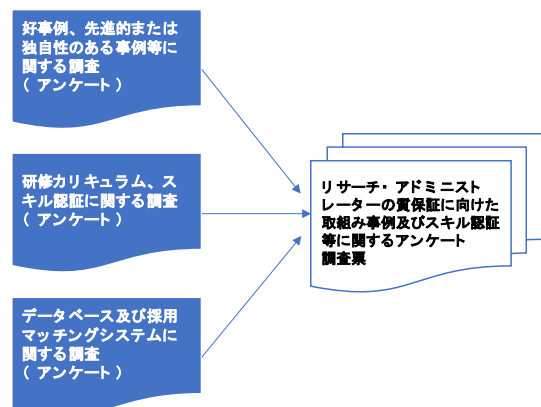 好事例、先進的または
独自性のある事例等に
関する調査
（アンケート）
研修カリキュラム、ス
キル認証に関する調査
（アンケート）
データベース及び採用
マッチングシステムに
関する調査
（アンケート）
リサーチ・アドミニスト
レーターの質保証に向けた
取組み事例及びスキル認証
等に関するアンケート
調査票